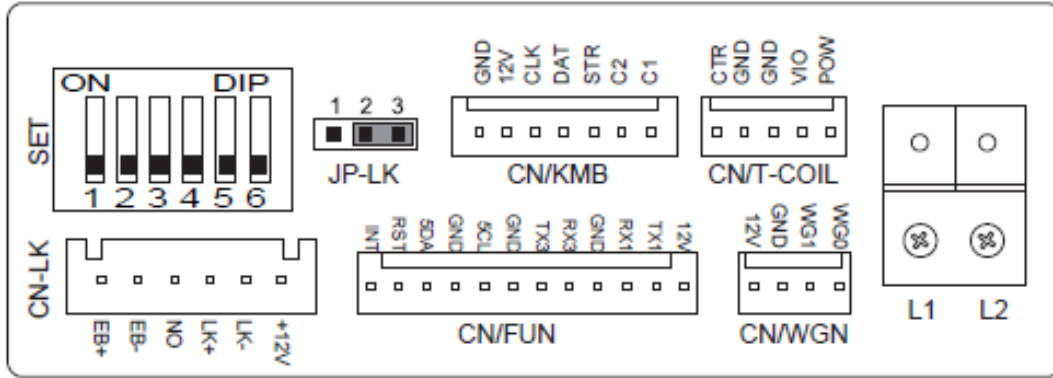 ON DIP
SET
1 2 3 4 5 6
1 2 3
JP-LK
GND 12V CLK DAT STR C2 C1
CN/KMB
CTR GND GND VIO POW
CN/T-COIL
CN-LK
EB+ EB- NO LK+ LK- +12V
INT RST 5DA GND 5CL GND TX3 RX3 GND RX1 TX1 12V
CN/FUN
12V GND WG1 WG0
CN/WGN
L1 L2